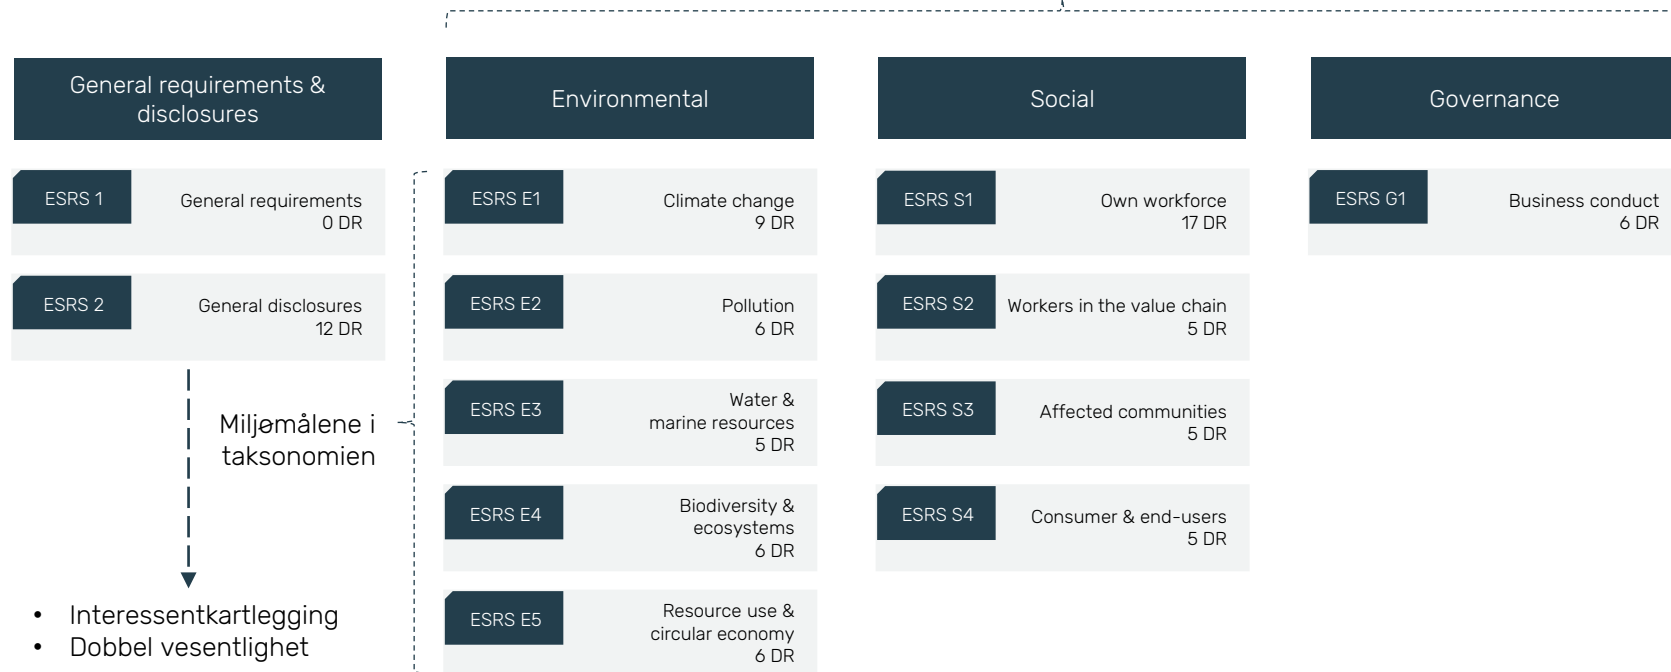 General requirements &
disclosures
ESRS 1
General requirements
0 DR
ESRS 2
General disclosures
12 DR
Miljømålene i
taksonomien
• Interessentkartlegging
• Dobbel vesentlighet
Environmental
ESRS E1
Climate change
9 DR
ESRS E2
Pollution
6 DR
ESRS E3
Water &
marine resources
5 DR
ESRS E4
Biodiversity &
ecosystems
6 DR
ESRS E5
Resource use &
circular economy
6 DR
Social
ESRS S1
Own workforce
17 DR
ESRS S2
Workers in the value chain
5 DR
ESRS S3
Affected communities
5 DR
ESRS S4
Consumer & end-users
5 DR
Governance
ESRS G1
Business conduct
6 DR